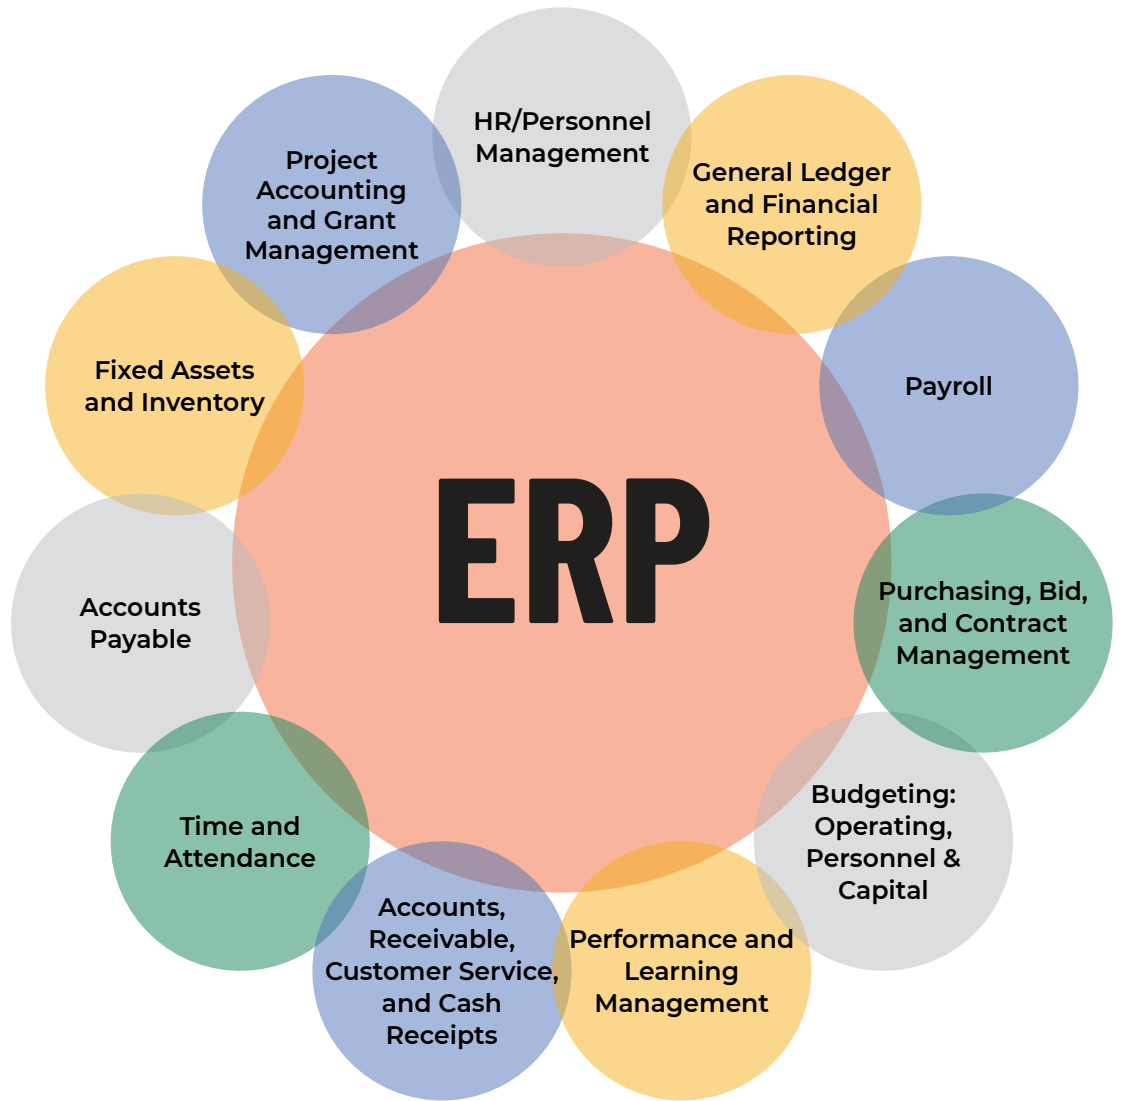 HR/Personnel
Management
General Ledger
and Financial
Reporting
Payroll
Purchasing, Bid,
and Contract
Management
Budgeting:
Operating,
Personnel &
Capital
Performance and
Learning
Management
Accounts,
Receivable,
Customer Service,
and Cash
Receipts
Time and
Attendance
Accounts
Payable
Fixed Assets
and Inventory
Project
Accounting
and Grant
Management
ERP